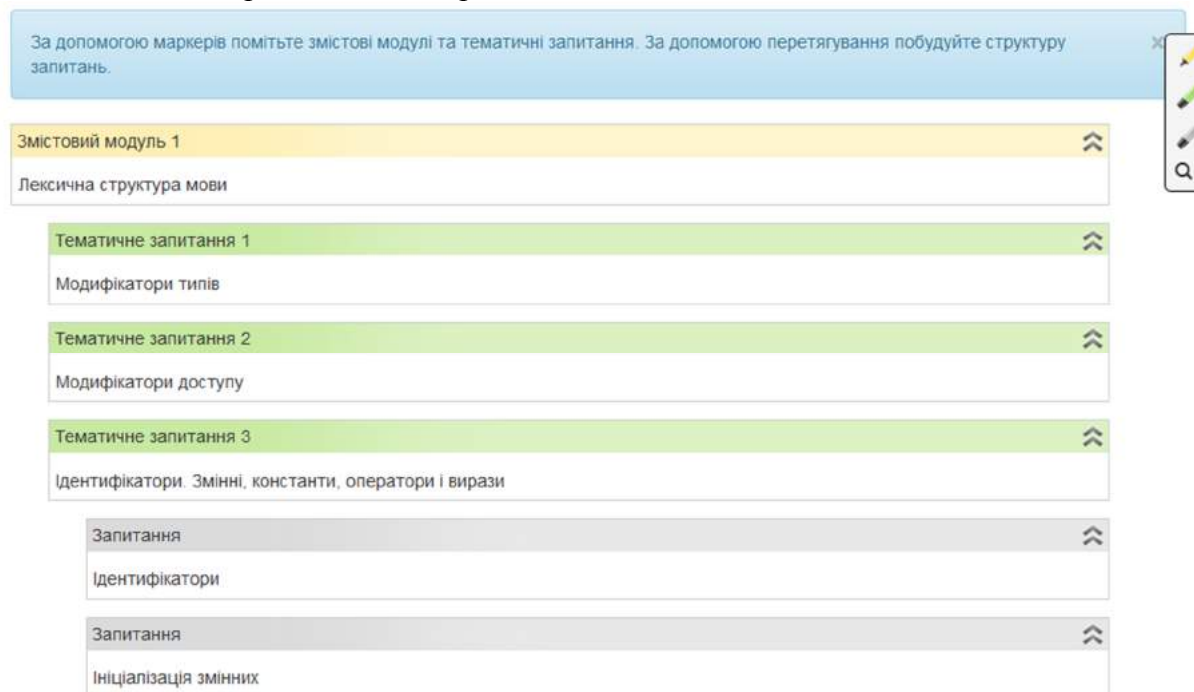 За допомогою маркерів помітьте змістові модулі та тематичні запитання. За допомогою перетягування побудуйте структуру
запитань.
Змістовий модуль 1
Лексична структура мови
Тематичне запитання 1
Модифікатори типів
Тематичне запитання 2
Модифікатори доступу
Тематичне запитання 3
Ідентифікатори. Змінні, константи, оператори і вирази
Запитання
Ідентифікатори
Запитання
Ініціалізація змінних